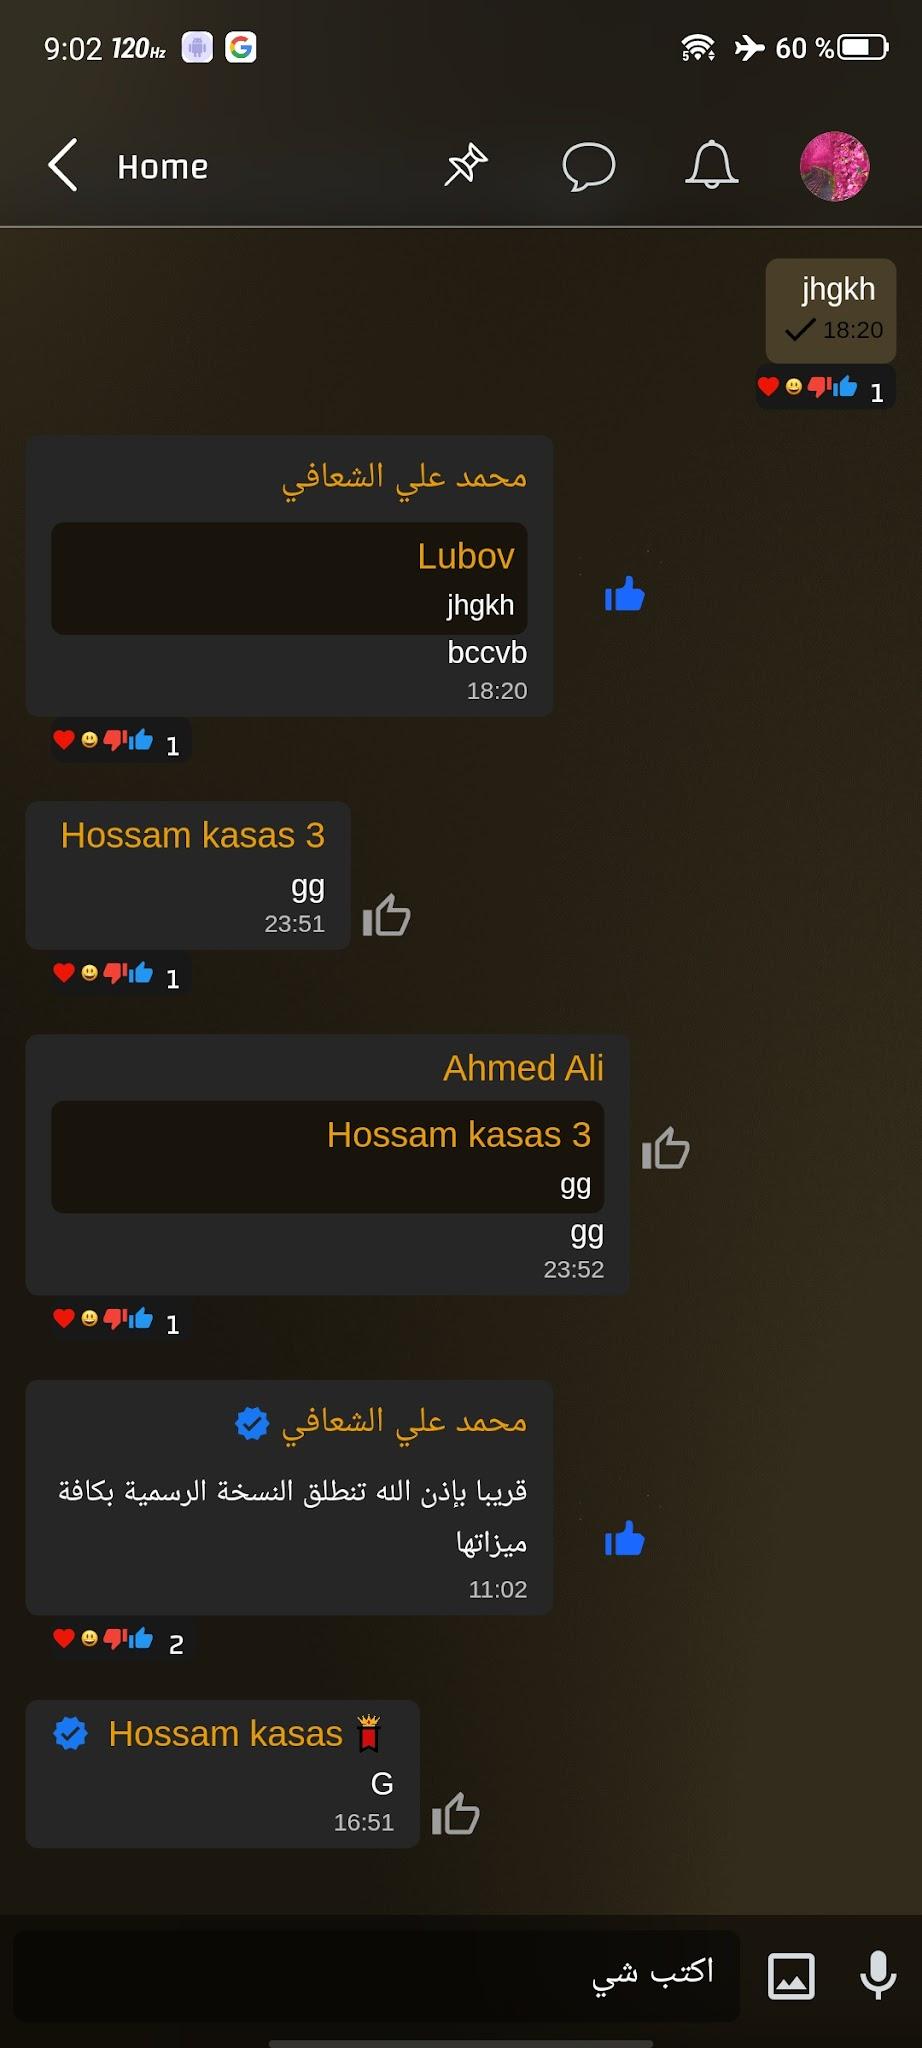 9:02 120Hz 60 %
Home
jhgkh
18:20
1
محمد علي الشعافي
Lubov
jhgkh
bccvb
18:20
1
Hossam kasas 3
gg
23:51
1
Ahmed Ali
Hossam kasas 3
gg
gg
23:52
1
محمد علي الشعافي
قريبا بإذن الله تنطلق النسخة الرسمية بكافة
ميزاتها
11:02
2
Hossam kasas
G
16:51
اكتب شي